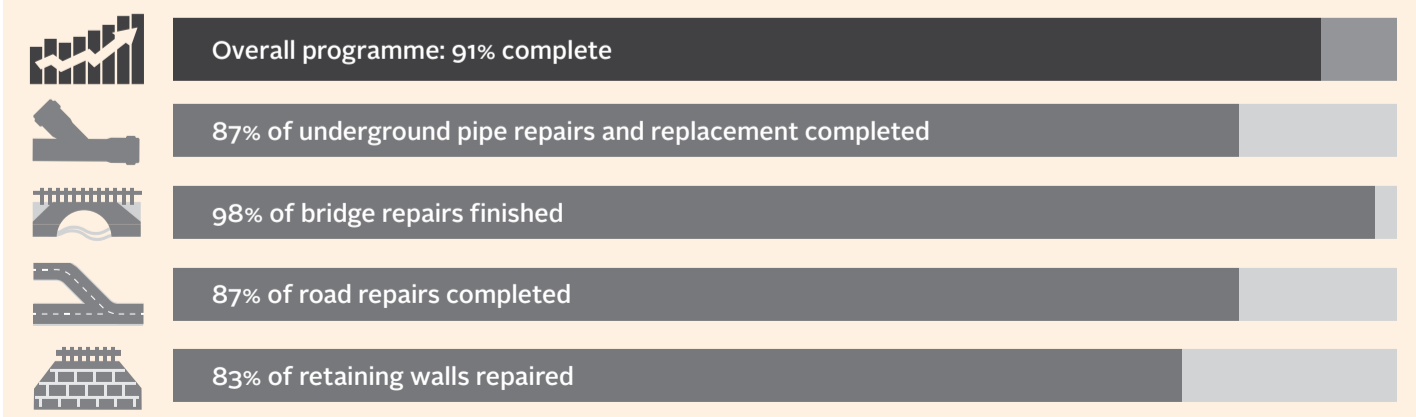 Overall programme: 91% complete
87% of underground pipe repairs and replacement completed
98% of bridge repairs finished
87% of road repairs completed
83% of retaining walls repaired